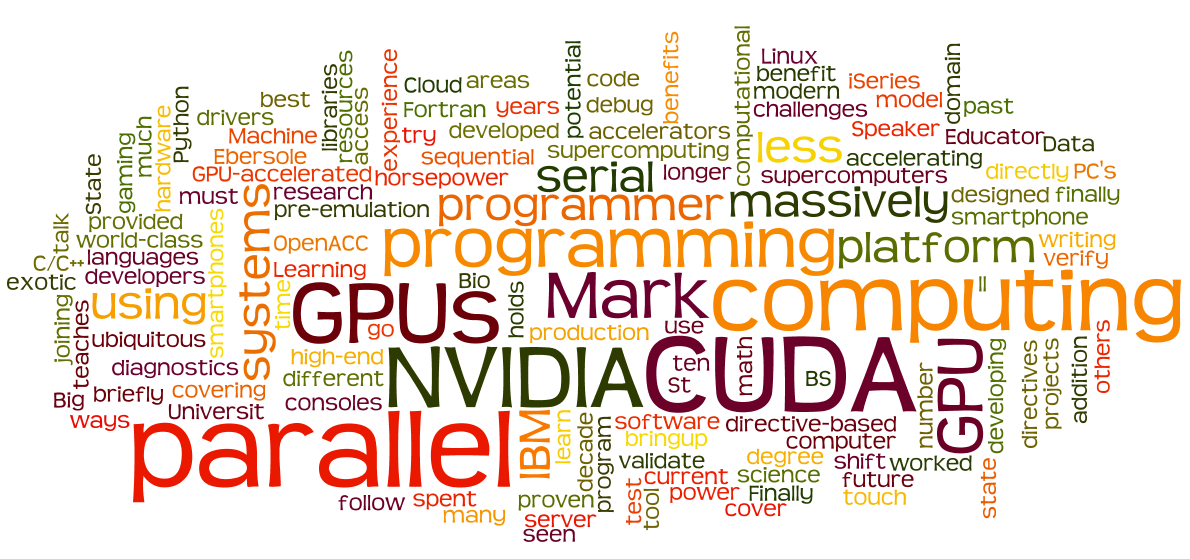 Linux
Cloud
areas
potential
code
benefits
computational
benefit
iSeries
domain
experience
libraries
resources
access
best
modern
model
past
Python
drivers
Fortran
years
debug
challenges
hardware
much
gaming
Machine
try
developed
accelerators
Speaker
Educator
Data
state
Ebersole
sequential
supercomputing
less
accelerating
GPU-accelerated
horsepower
serial
longer
supercomputers
directly
PC's
must
research
programmer
massively
designed
finally
provided
pre-emulation
smartphone
C/C++
talk
world-class
smartphones
systems
OpenACC
programming
platform
writing
verify
exotic
languages
developers
Learning
Bio
Mark
computing
II
joining
teaches
using
time
GPUS
go
holds
production
use
ubiquitous
high-end
NVIDIA
CUDA
ten
St
math
BS
GPU
others
diagnostics
different
number
developing
directives
projects
addition
Big
briefly
covering
consoles
ways
Universit
parallel
IBM
learn
decade
program
software
directive-based
bringup
computer
validate
degree
shift
worked
current
science
future
state
follow
spent
proven
test
tool
power
Finally
touch
many
server
cover
seen